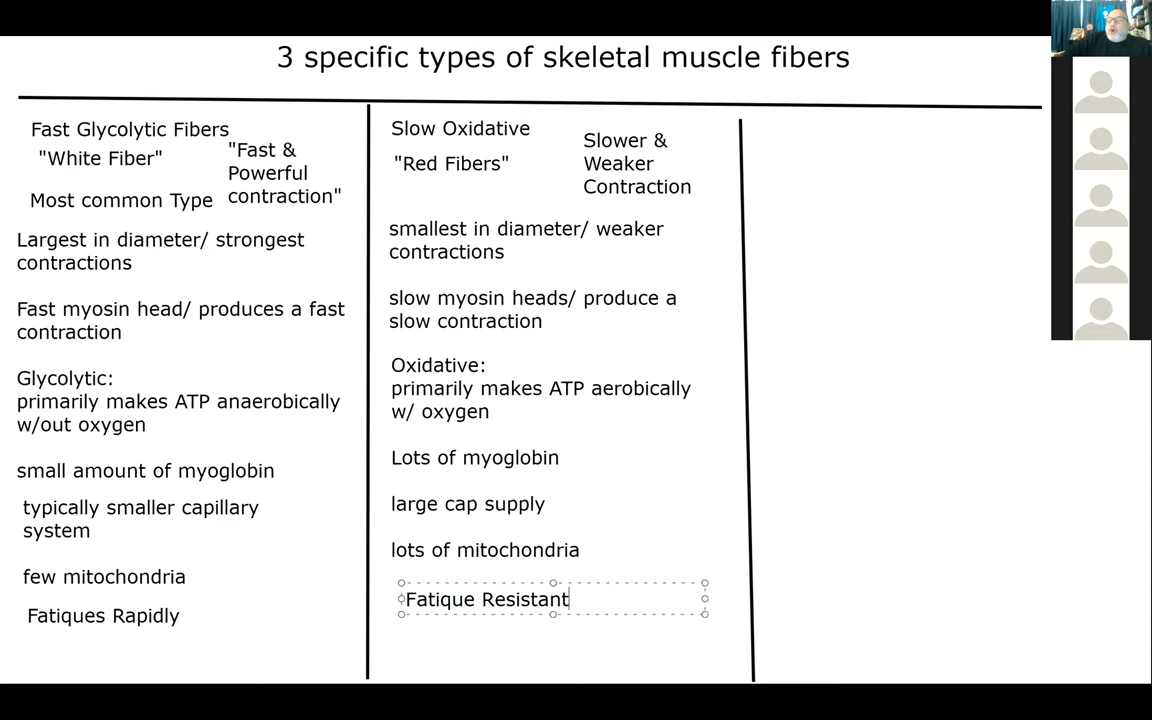 3 specific types of skeletal muscle fibers
Fast Glycolytic Fibers
"White Fiber"
"Fast &
Powerful
contraction"
Most common Type
Largest in diameter/ strongest
contractions
Fast myosin head/ produces a fast
contraction
Glycolytic:
primarily makes ATP anaerobically
w/out oxygen
small amount of myoglobin
typically smaller capillary
system
few mitochondria
Fatiques Rapidly
Slow Oxidative
"Red Fibers"
Slower &
Weaker
Contraction
smallest in diameter/ weaker
contractions
slow myosin heads/ produce a
slow contraction
Oxidative:
primarily makes ATP aerobically
w/ oxygen
Lots of myoglobin
large cap supply
lots of mitochondria
Fatique Resistant